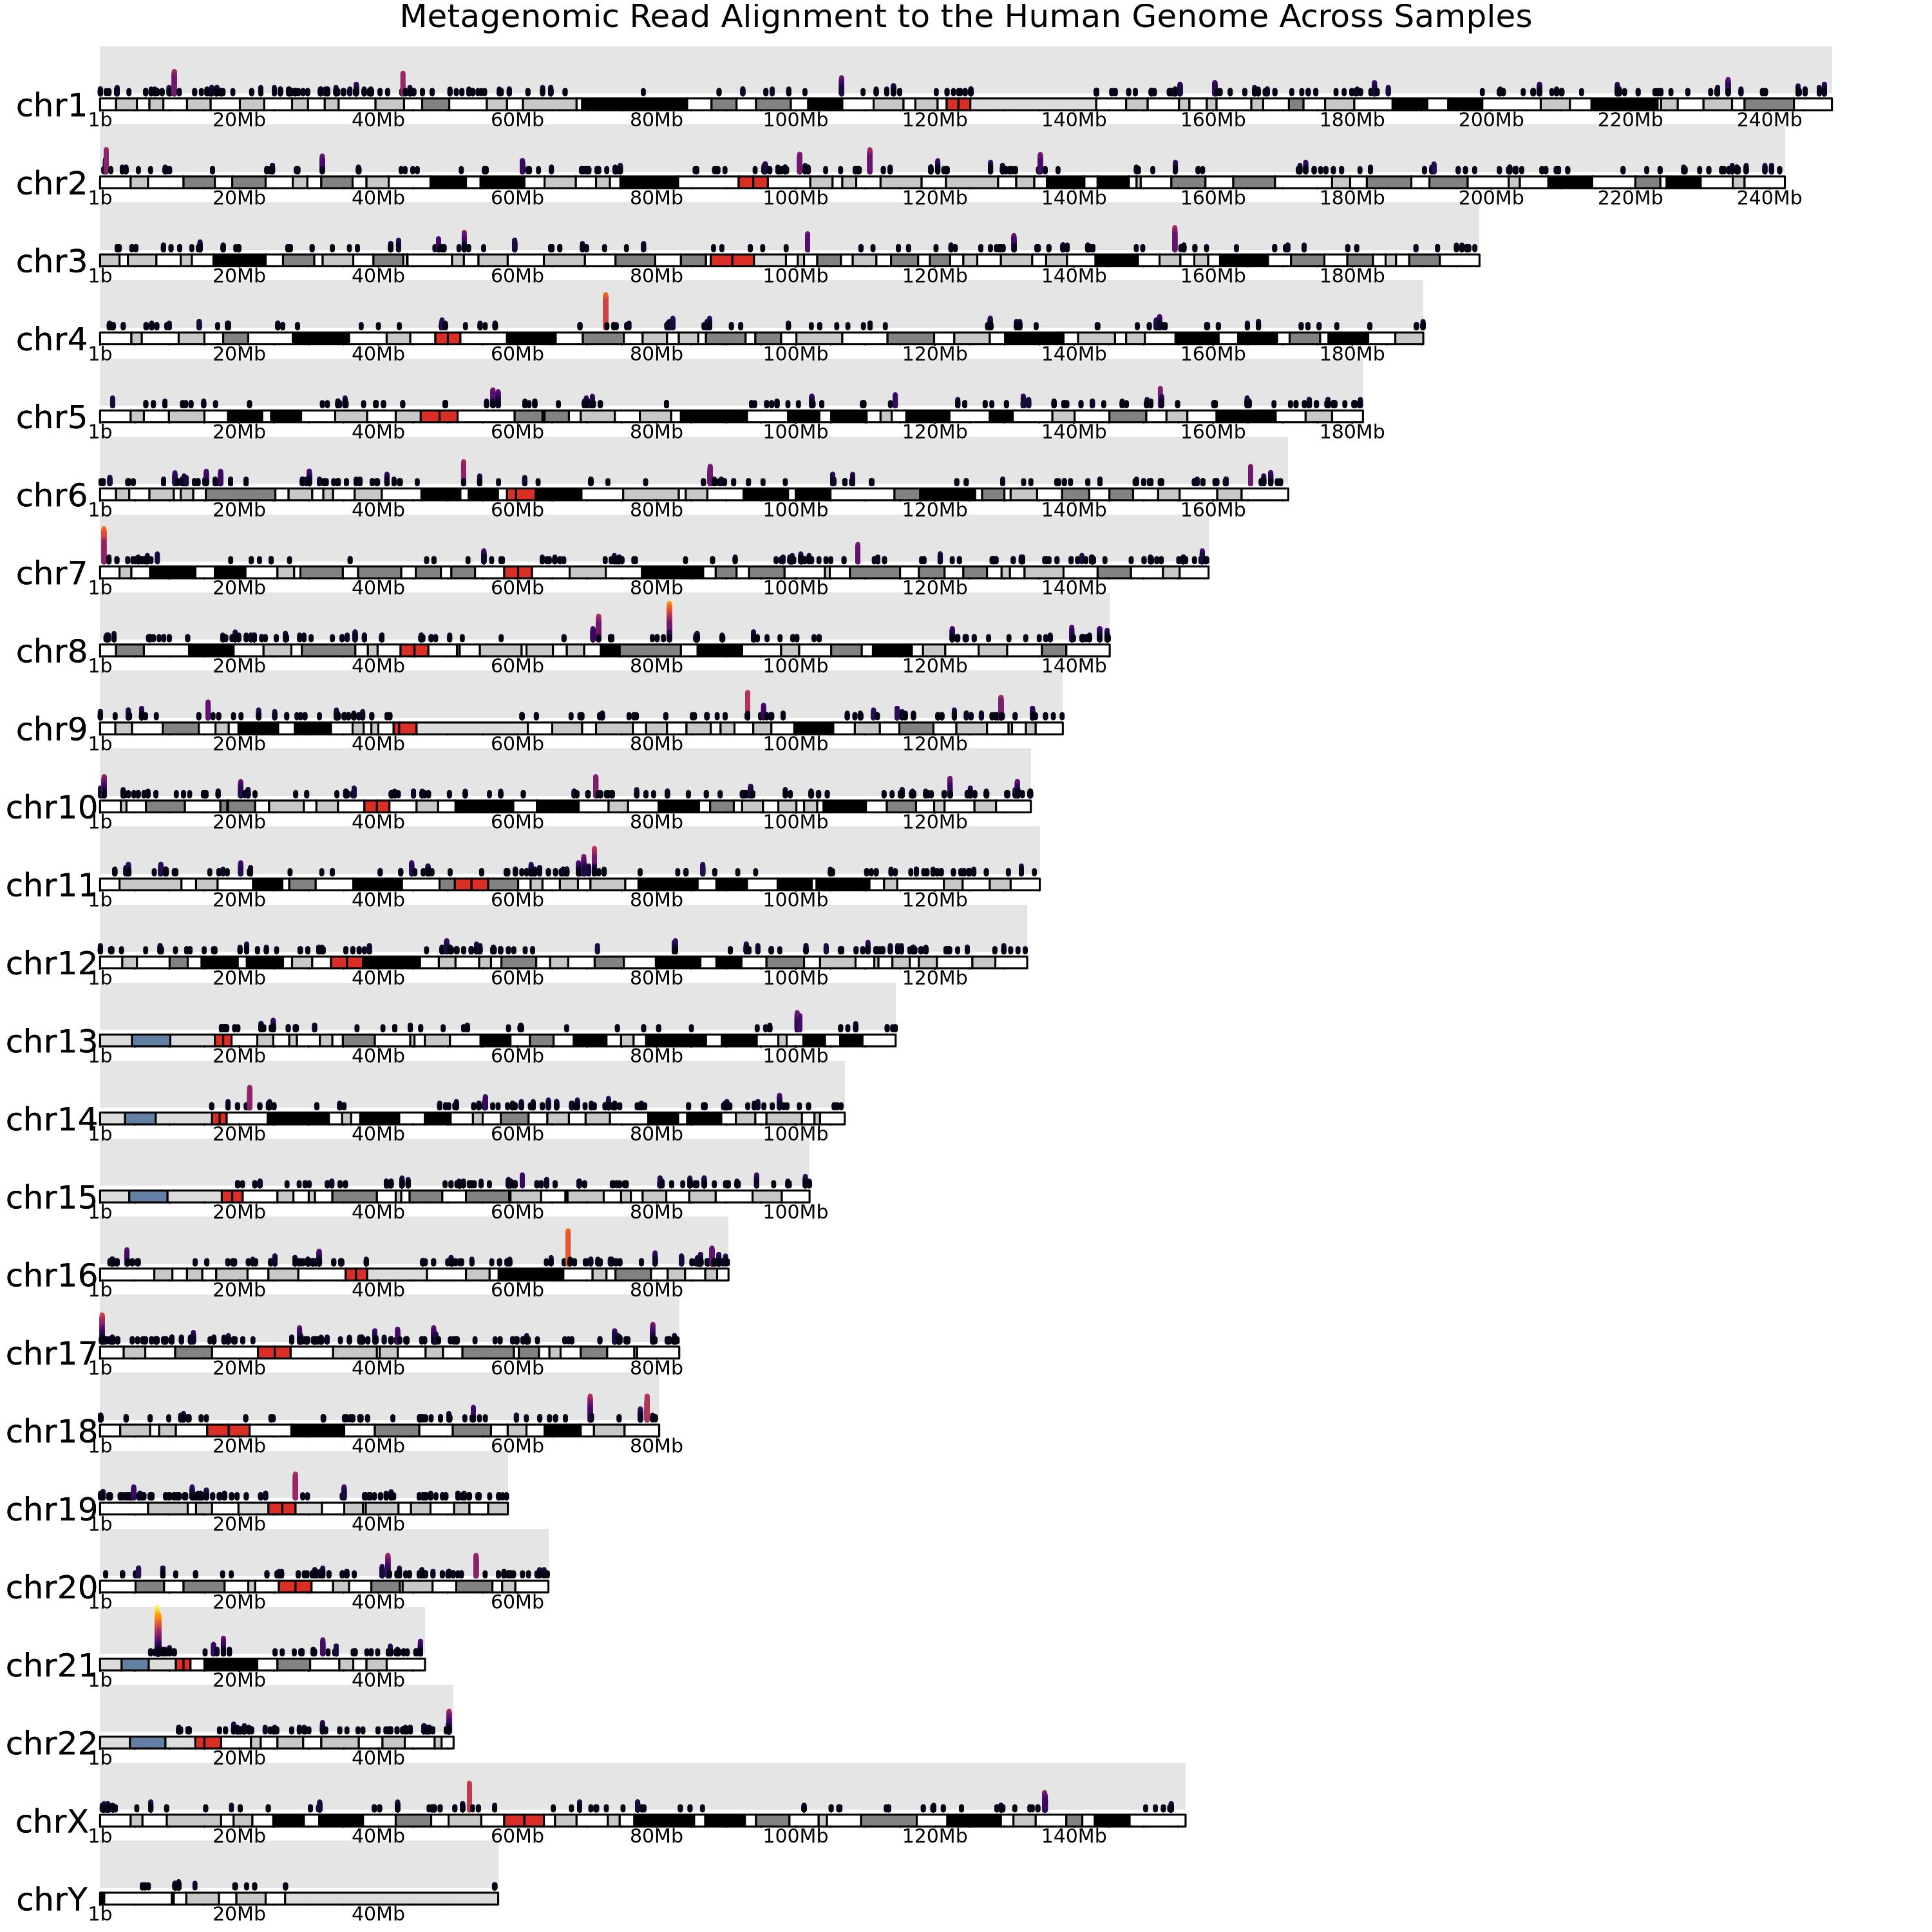 Metagenomic Read Alignment to the Human Genome Across Samples
chr1
1b 20Mb 40Mb 60Mb 80Mb 100Mb 120Mb 140Mb 160Mb 180Mb 200Mb 220Mb 240Mb
chr2
1b 20Mb 40Mb 60Mb 80Mb 100Mb 120Mb 140Mb 160Mb 180Mb 200Mb 220Mb 240Mb
chr3
1b 20Mb 40Mb 60Mb 80Mb 100Mb 120Mb 140Mb 160Mb 180Mb
chr4
1b 20Mb 40Mb 60Mb 80Mb 100Mb 120Mb 140Mb 160Mb 180Mb
chr5
1b 20Mb 40Mb 60Mb 80Mb 100Mb 120Mb 140Mb 160Mb 180Mb
chr6
1b 20Mb 40Mb 60Mb 80Mb 100Mb 120Mb 140Mb 160Mb
chr7
1b 20Mb 40Mb 60Mb 80Mb 100Mb 120Mb 140Mb
chr8
1b 20Mb 40Mb 60Mb 80Mb 100Mb 120Mb 140Mb
chr9
1b 20Mb 40Mb 60Mb 80Mb 100Mb 120Mb
chr10
1b 20Mb 40Mb 60Mb 80Mb 100Mb 120Mb
chr11
1b 20Mb 40Mb 60Mb 80Mb 100Mb 120Mb
chr12
1b 20Mb 40Mb 60Mb 80Mb 100Mb 120Mb
chr13
1b 20Mb 40Mb 60Mb 80Mb 100Mb
chr14
1b 20Mb 40Mb 60Mb 80Mb 100Mb
chr15
1b 20Mb 40Mb 60Mb 80Mb 100Mb
chr16
1b 20Mb 40Mb 60Mb 80Mb
chr17
1b 20Mb 40Mb 60Mb 80Mb
chr18
1b 20Mb 40Mb 60Mb 80Mb
chr19
1b 20Mb 40Mb
chr20
1b 20Mb 40Mb 60Mb
chr21
1b 20Mb 40Mb
chr22
1b 20Mb 40Mb
chrX
1b 20Mb 40Mb 60Mb 80Mb 100Mb 120Mb 140Mb
chrY
1b 20Mb 40Mb